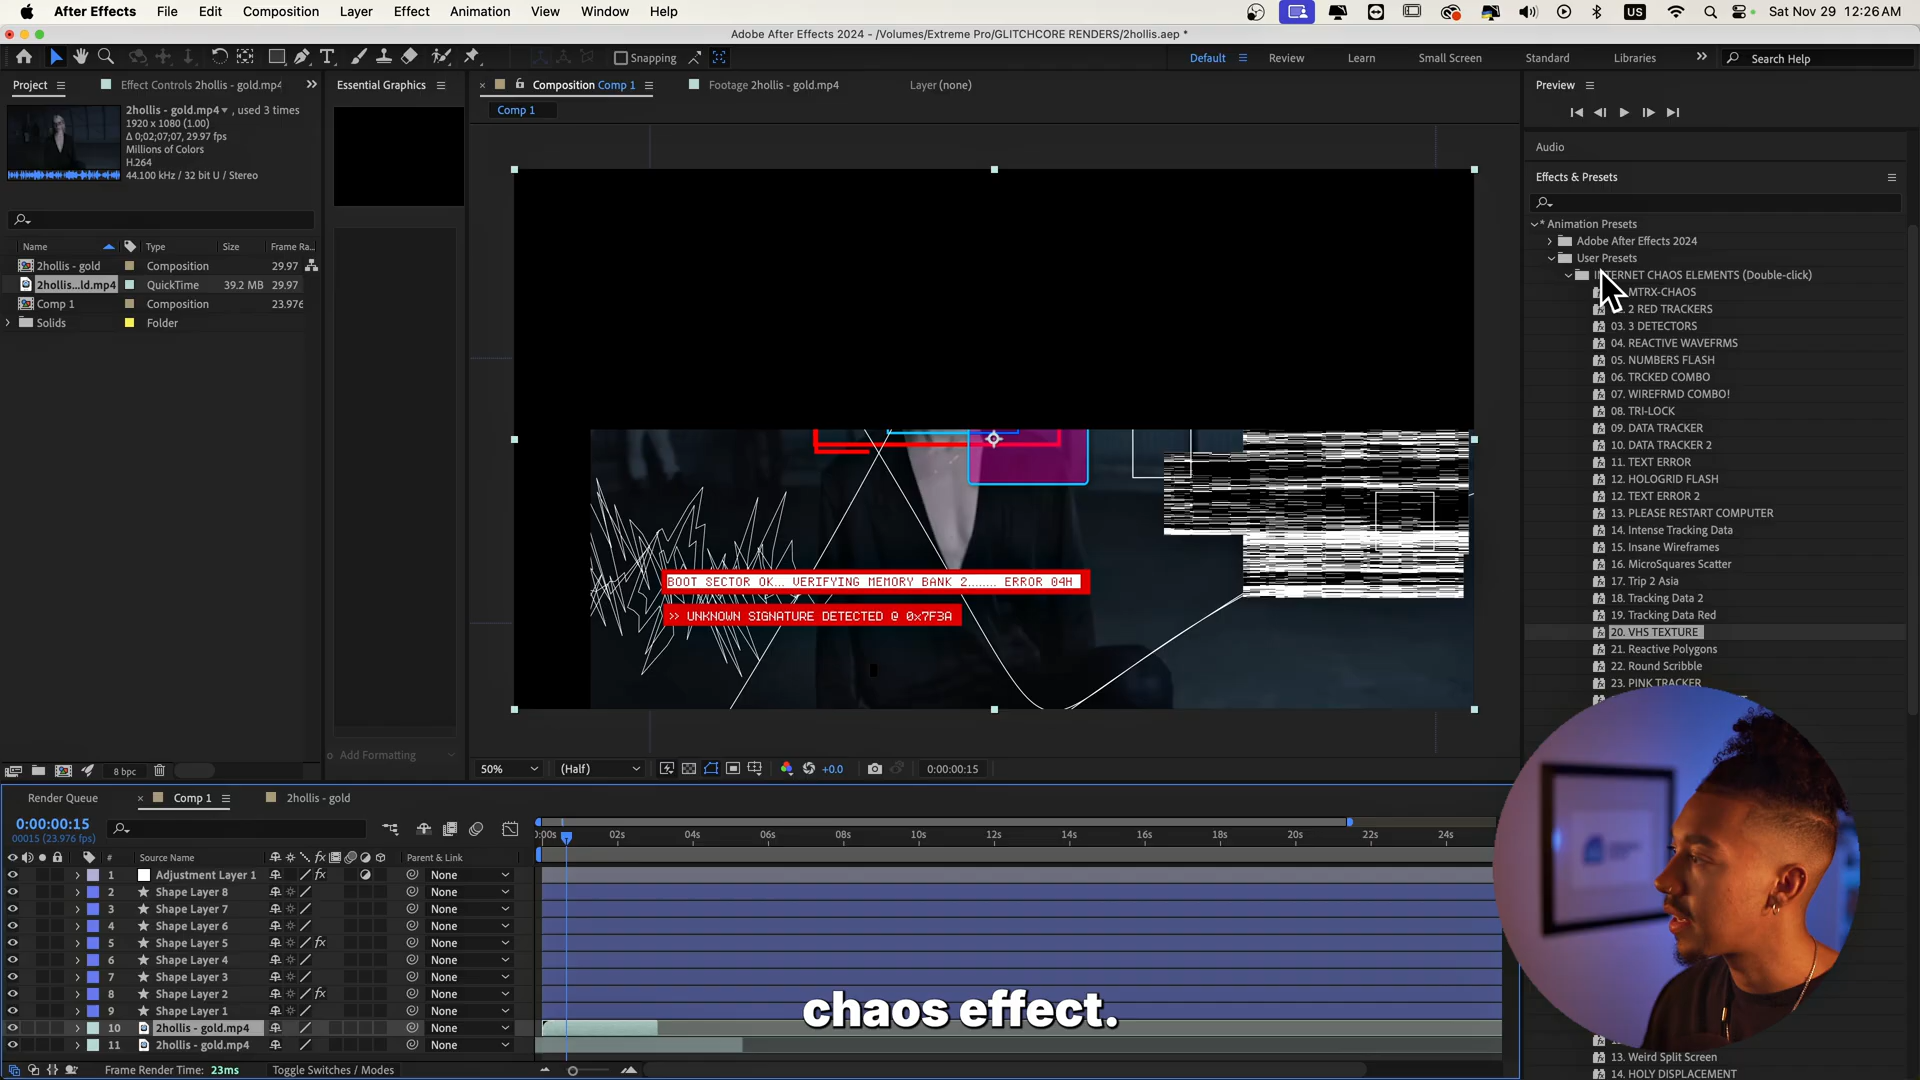 After Effects File Edit Composition Layer Effect Animation View Window Help US Sat Nov 29 12:26 AM
Adobe After Effects 2024 - /Volumes/Extreme Pro/GLITCHCORE RENDERS/2hollis.aep *
Snapping Default Review Learn Small Screen Standard Libraries Search Help
Project Effect Controls 2hollis - gold.mp4 Essential Graphics Composition Comp 1 Footage 2hollis - gold.mp4 Layer (none) Preview
2hollis - gold.mp4 , used 3 times
1920 x 1080 (1.00)
Δ 0;02;07;07, 29.97 fps
Millions of Colors
H.264
44.100 kHz / 32 bit U / Stereo
Comp 1
Audio
Effects & Presets
Name Type Size Frame Ra...
2hollis - gold Composition 29.97
2hollis...ld.mp4 QuickTime 39.2 MB 29.97
Comp 1 Composition 23.976
Solids Folder
* Animation Presets
Adobe After Effects 2024
User Presets
INTERNET CHAOS ELEMENTS (Double-click)
MTRX-CHAOS
2 RED TRACKERS
03. 3 DETECTORS
04. REACTIVE WAVEFRMS
05. NUMBERS FLASH
06. TRCKED COMBO
07. WIREFRMD COMBO!
08. TRI-LOCK
09. DATA TRACKER
10. DATA TRACKER 2
11. TEXT ERROR
12. HOLOGRID FLASH
12. TEXT ERROR 2
13. PLEASE RESTART COMPUTER
14. Intense Tracking Data
15. Insane Wireframes
16. MicroSquares Scatter
17. Trip 2 Asia
18. Tracking Data 2
19. Tracking Data Red
20. VHS TEXTURE
21. Reactive Polygons
22. Round Scribble
23. PINK TRACKER
13. Weird Split Screen
14. HOLY DISPLACEMENT
BOOT SECTOR OK... VERIFYING MEMORY BANK 2....... ERROR 04H
>> UNKNOWN SIGNATURE DETECTED @ 0x7F3A
Add Formatting
8 bpc
50% (Half) +0.0 0:00:00:15
Render Queue Comp 1 2hollis - gold
0:00:00:15
00015 (23.976 fps)
0:00s 02s 04s 06s 08s 10s 12s 14s 16s 18s 20s 22s 24s
# Source Name Parent & Link
1 Adjustment Layer 1 None
2 Shape Layer 8 None
3 Shape Layer 7 None
4 Shape Layer 6 None
5 Shape Layer 5 None
6 Shape Layer 4 None
7 Shape Layer 3 None
8 Shape Layer 2 None
9 Shape Layer 1 None
10 2hollis - gold.mp4 None
11 2hollis - gold.mp4 None
chaos effect.
Frame Render Time: 23ms Toggle Switches / Modes